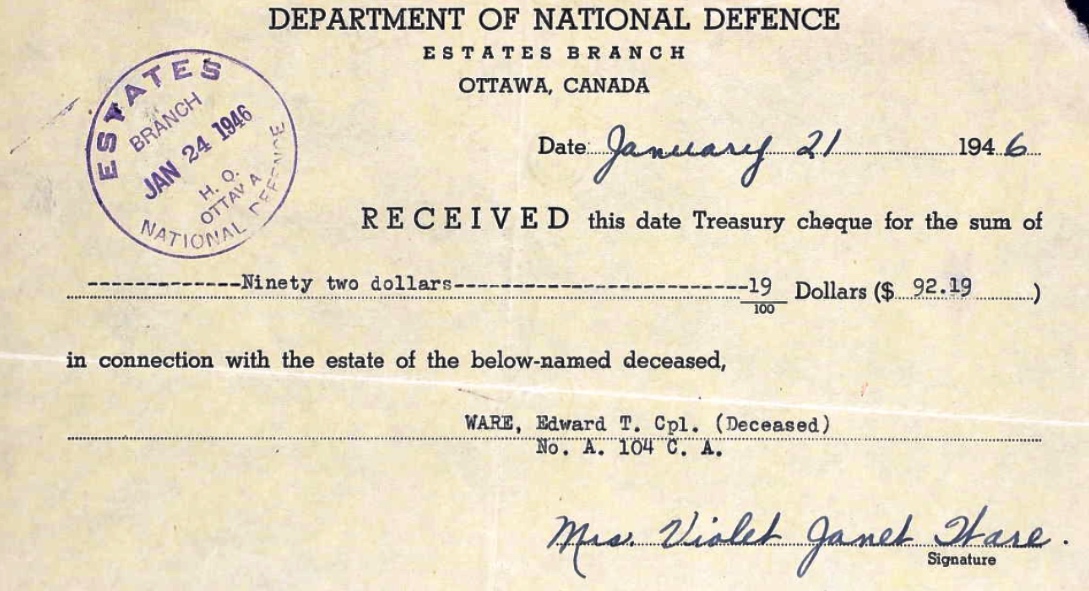 DEPARTMENT OF NATIONAL DEFENCE
ESTATES BRANCH
OTTAWA, CANADA
ESTATES
BRANCH
JAN 24 1946
H. Q.
OTTAWA
NATIONAL DEFENCE
Date January 21 1946
RECEIVED this date Treasury cheque for the sum of
-------------Ninety two dollars-------------------------19/100 Dollars ($ 92.19 )
in connection with the estate of the below-named deceased,
WARE, Edward T. Cpl. (Deceased)
No. A. 104 C. A.
Mrs. Violet Janet Ware.
Signature